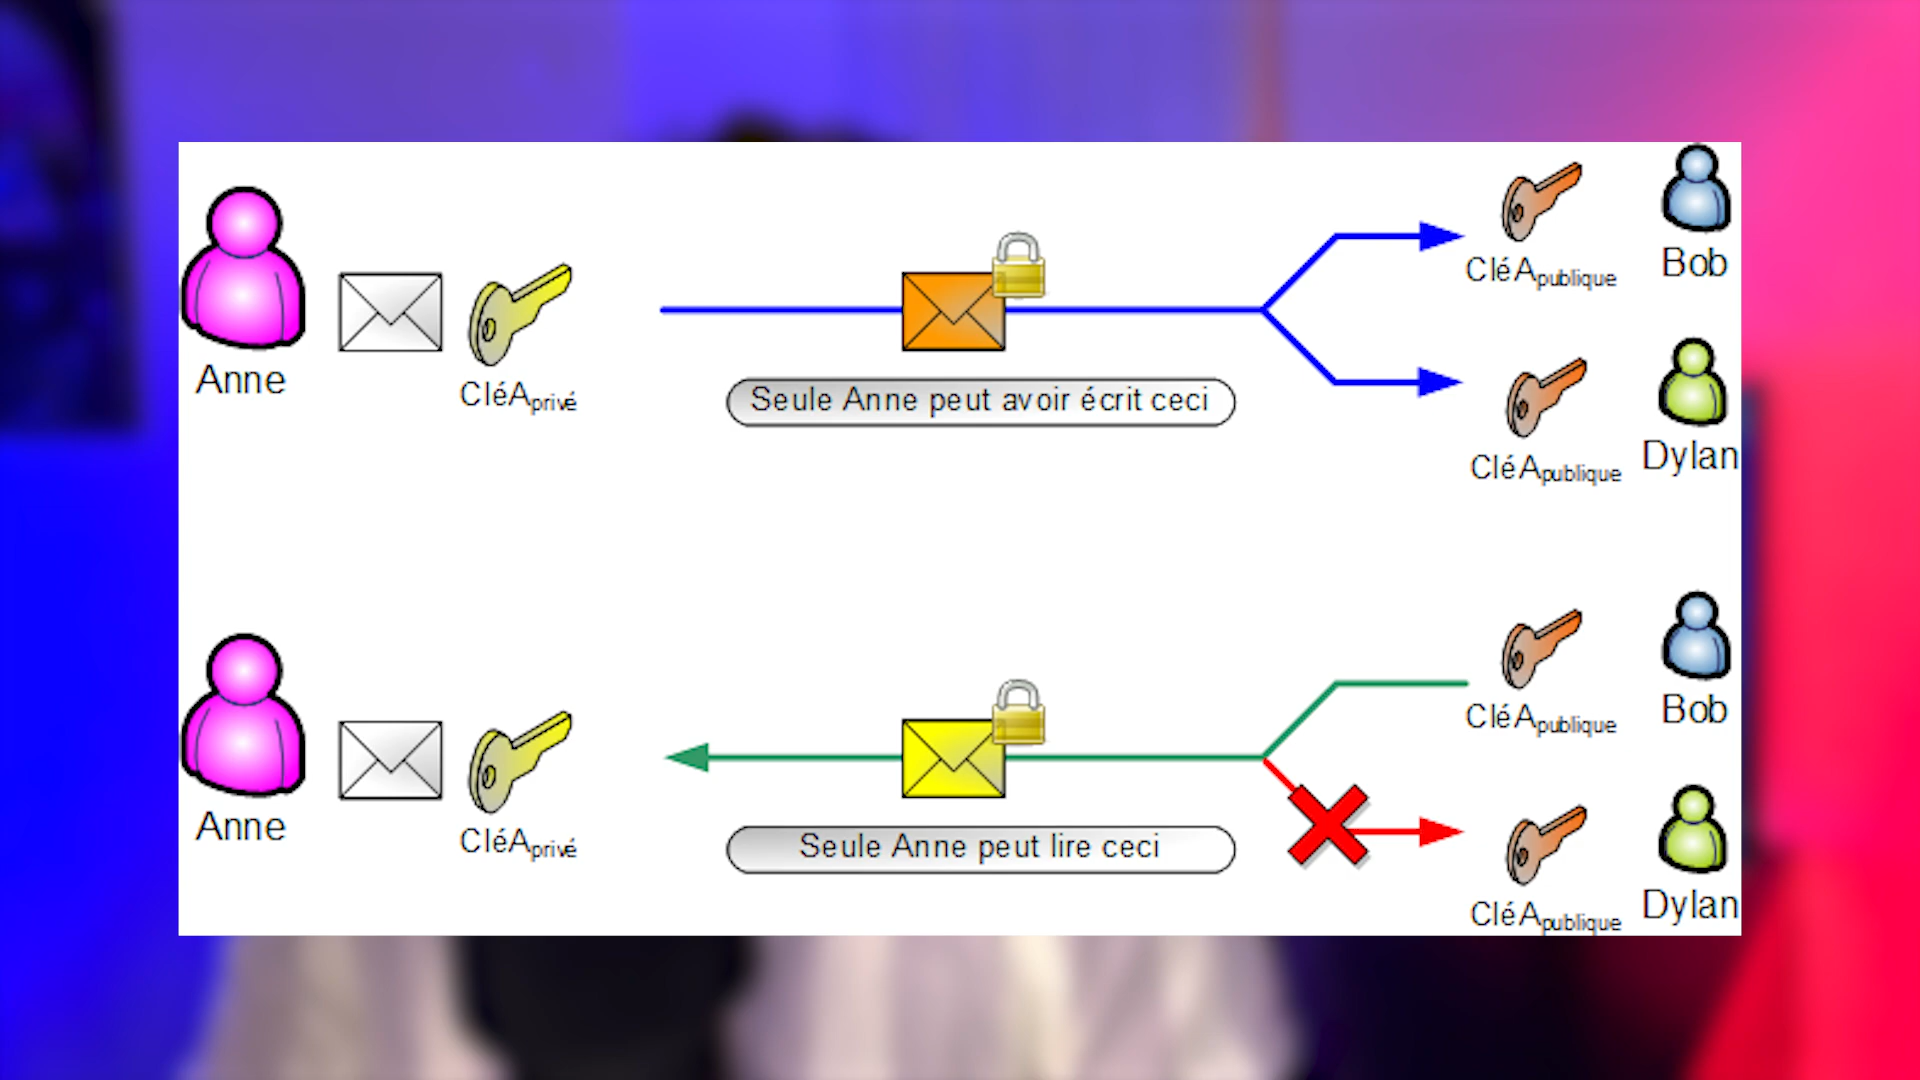 Anne
CléAprivé
Seule Anne peut avoir écrit ceci
CléApublique
Bob
CléApublique
Dylan
Anne
CléAprivé
Seule Anne peut lire ceci
CléApublique
Bob
CléApublique
Dylan